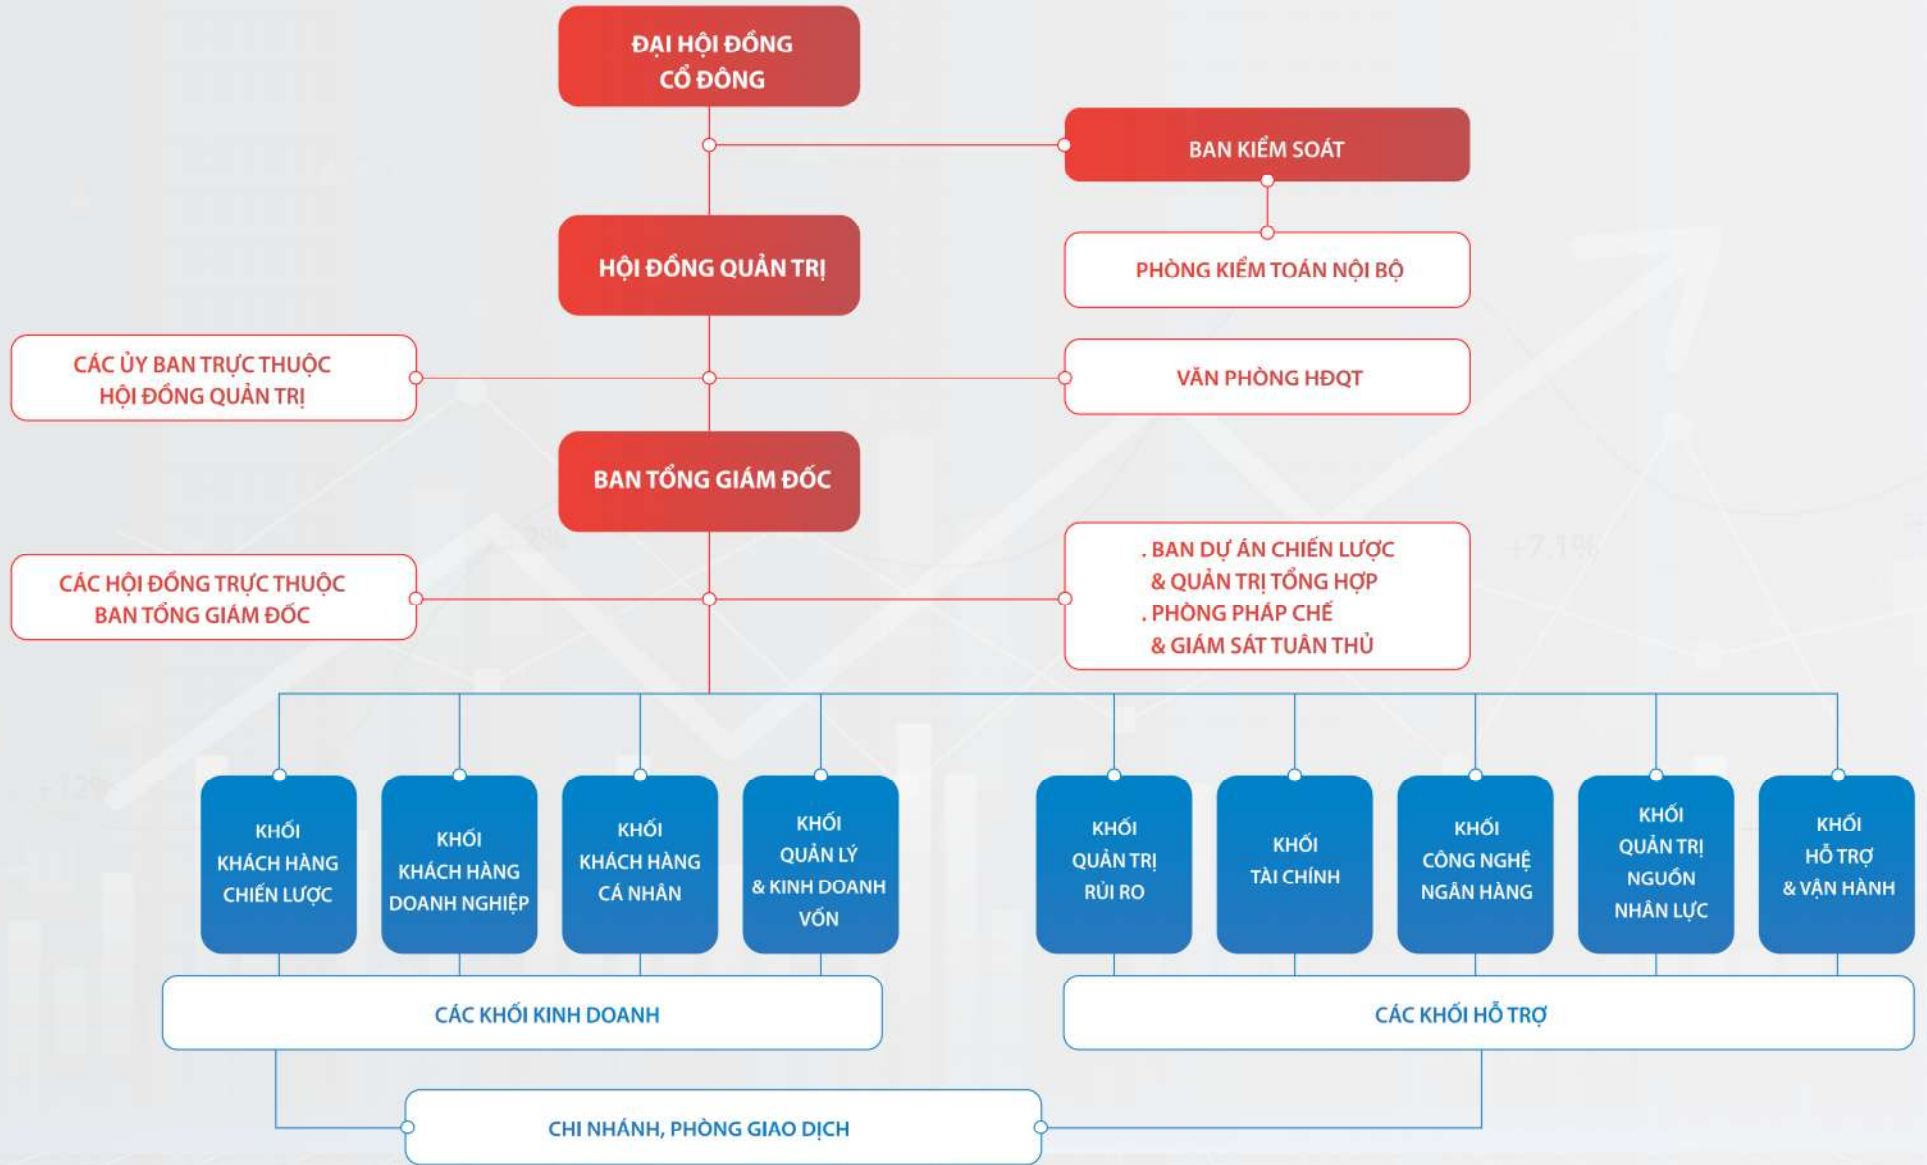 ĐẠI HỘI ĐỒNG
CỔ ĐÔNG
BAN KIỂM SOÁT
HỘI ĐỒNG QUẢN TRỊ
PHÒNG KIỂM TOÁN NỘI BỘ
CÁC ỦY BAN TRỰC THUỘC
HỘI ĐỒNG QUẢN TRỊ
VĂN PHÒNG HĐQT
BAN TỔNG GIÁM ĐỐC
CÁC HỘI ĐỒNG TRỰC THUỘC
BAN TỔNG GIÁM ĐỐC
. BAN DỰ ÁN CHIẾN LƯỢC
& QUẢN TRỊ TỔNG HỢP
. PHÒNG PHÁP CHẾ
& GIÁM SÁT TUÂN THỦ
+7.1%
+12%
KHỐI
KHÁCH HÀNG
CHIẾN LƯỢC
KHỐI
KHÁCH HÀNG
DOANH NGHIỆP
KHỐI
KHÁCH HÀNG
CÁ NHÂN
KHỐI
QUẢN LÝ
& KINH DOANH
VỐN
KHỐI
QUẢN TRỊ
RỦI RO
KHỐI
TÀI CHÍNH
KHỐI
CÔNG NGHỆ
NGÂN HÀNG
KHỐI
QUẢN TRỊ
NGUỒN
NHÂN LỰC
KHỐI
HỖ TRỢ
& VẬN HÀNH
CÁC KHỐI KINH DOANH
CÁC KHỐI HỖ TRỢ
CHI NHÁNH, PHÒNG GIAO DỊCH